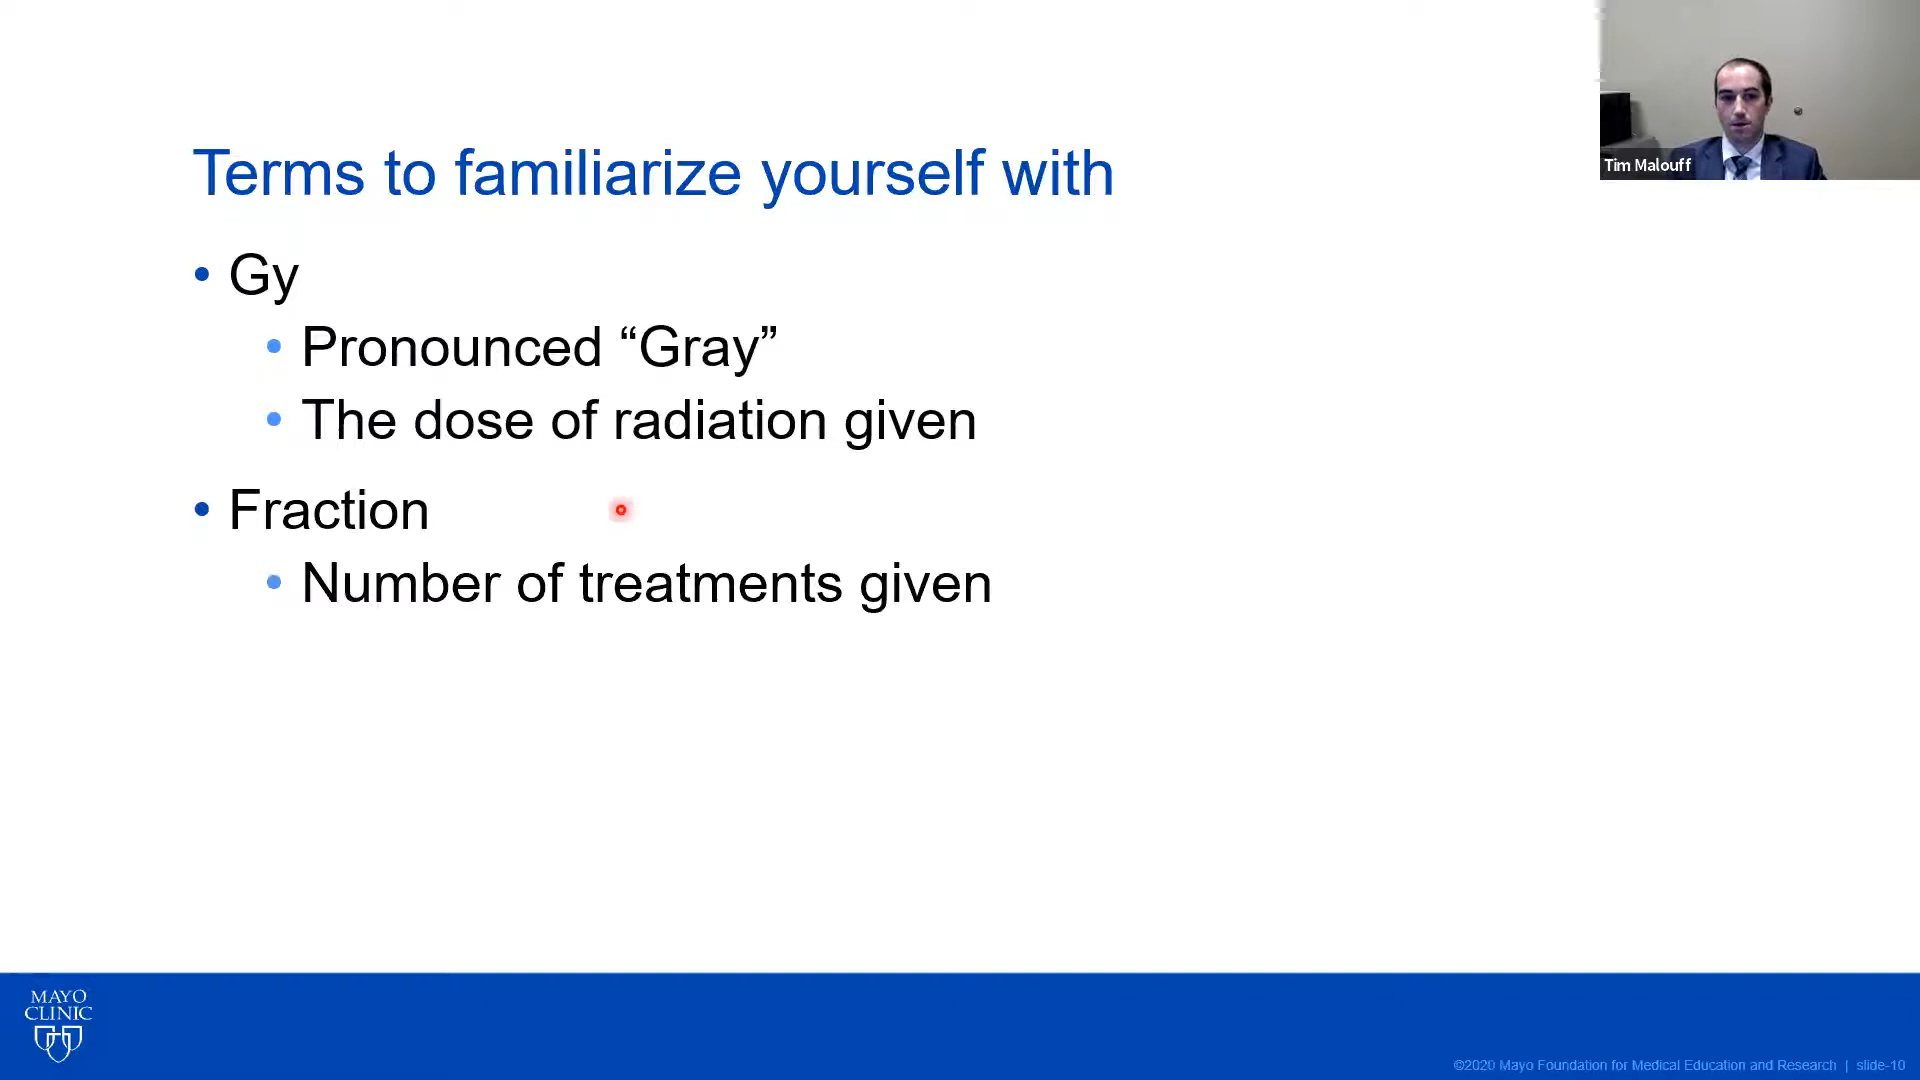 Tim Malouff
Terms to familiarize yourself with
• Gy
• Pronounced “Gray”
• The dose of radiation given
• Fraction
• Number of treatments given
MAYO
CLINIC
©2020 Mayo Foundation for Medical Education and Research | slide-10